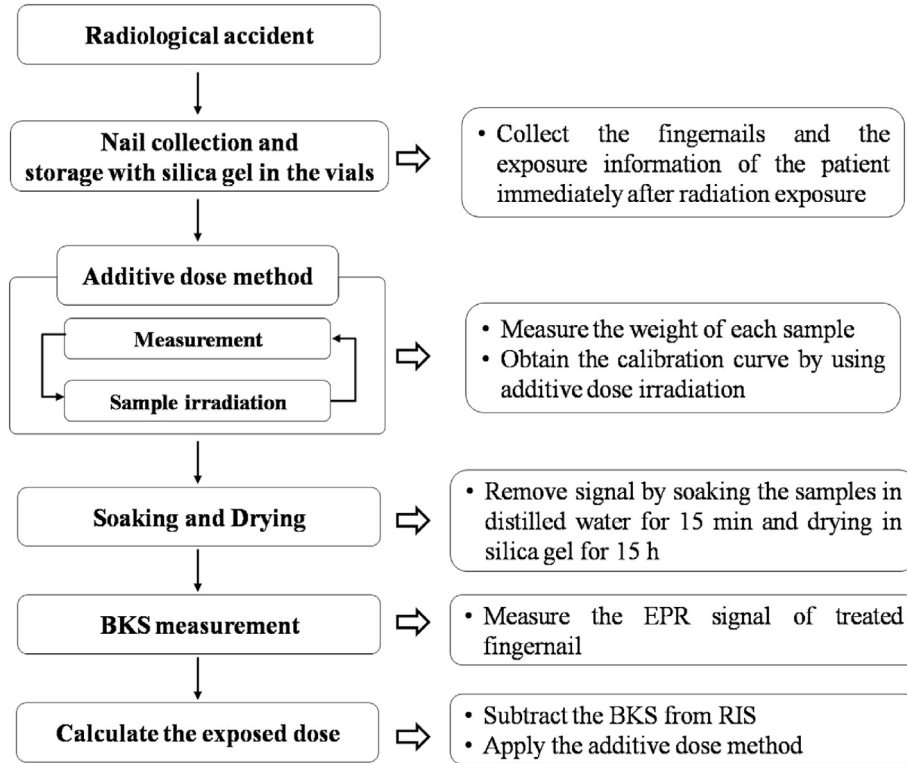 Radiological accident
Nail collection and
storage with silica gel in the vials
• Collect the fingernails and the
exposure information of the patient
immediately after radiation exposure
Additive dose method
Measurement
Sample irradiation
• Measure the weight of each sample
• Obtain the calibration curve by using
additive dose irradiation
Soaking and Drying
• Remove signal by soaking the samples in
distilled water for 15 min and drying in
silica gel for 15 h
BKS measurement
• Measure the EPR signal of treated
fingernail
Calculate the exposed dose
• Subtract the BKS from RIS
• Apply the additive dose method